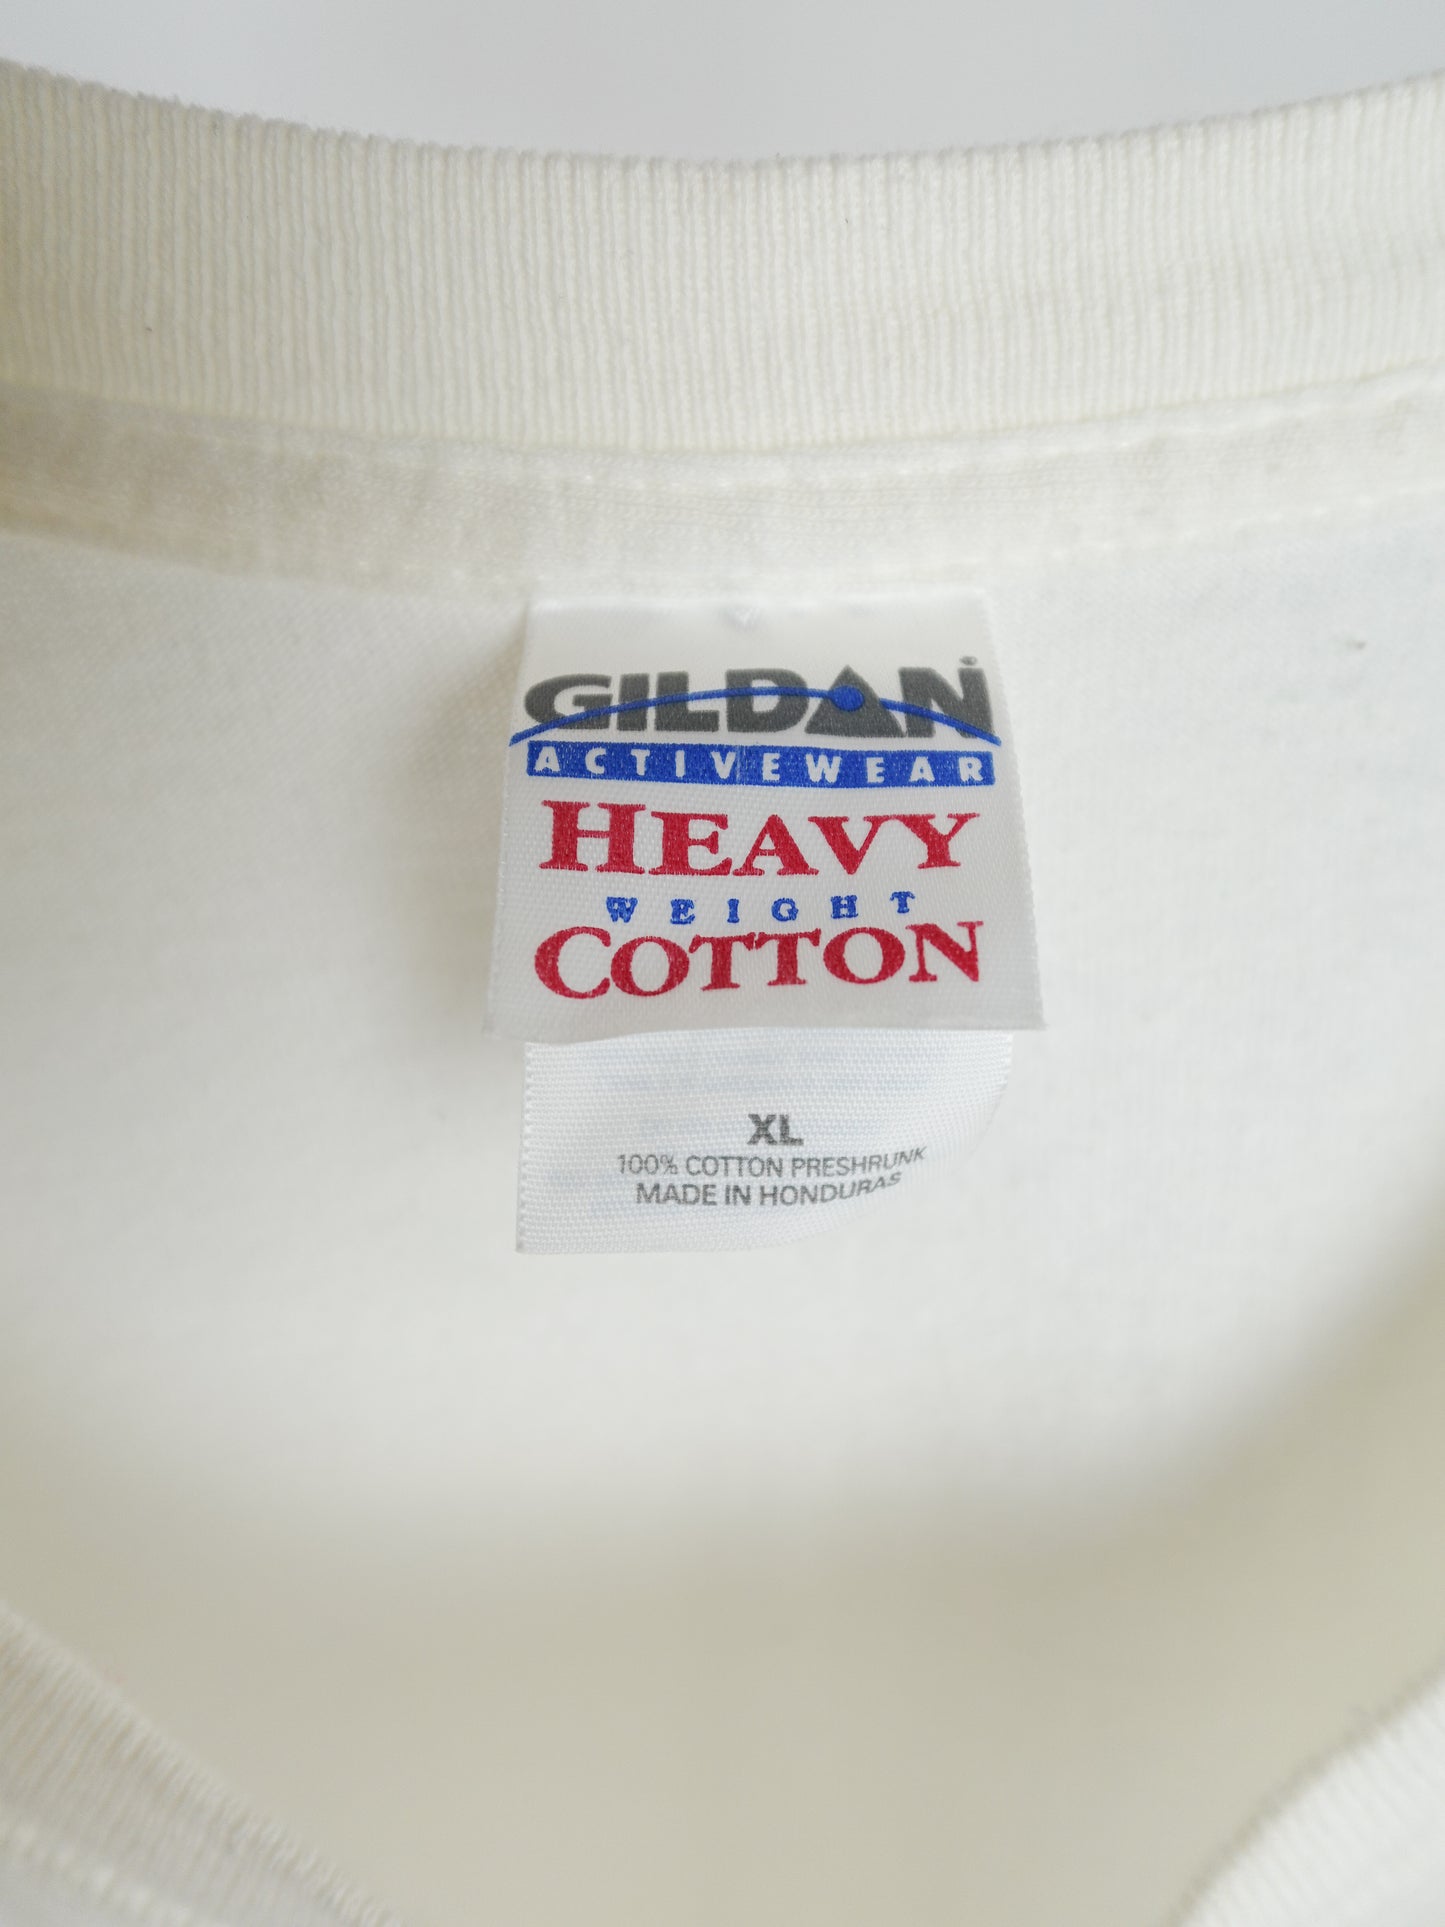 GILDAN®
ACTIVEWEAR
HEAVY
WEIGHT
COTTON
XL
100% COTTON PRESHRUNK
MADE IN HONDURAS